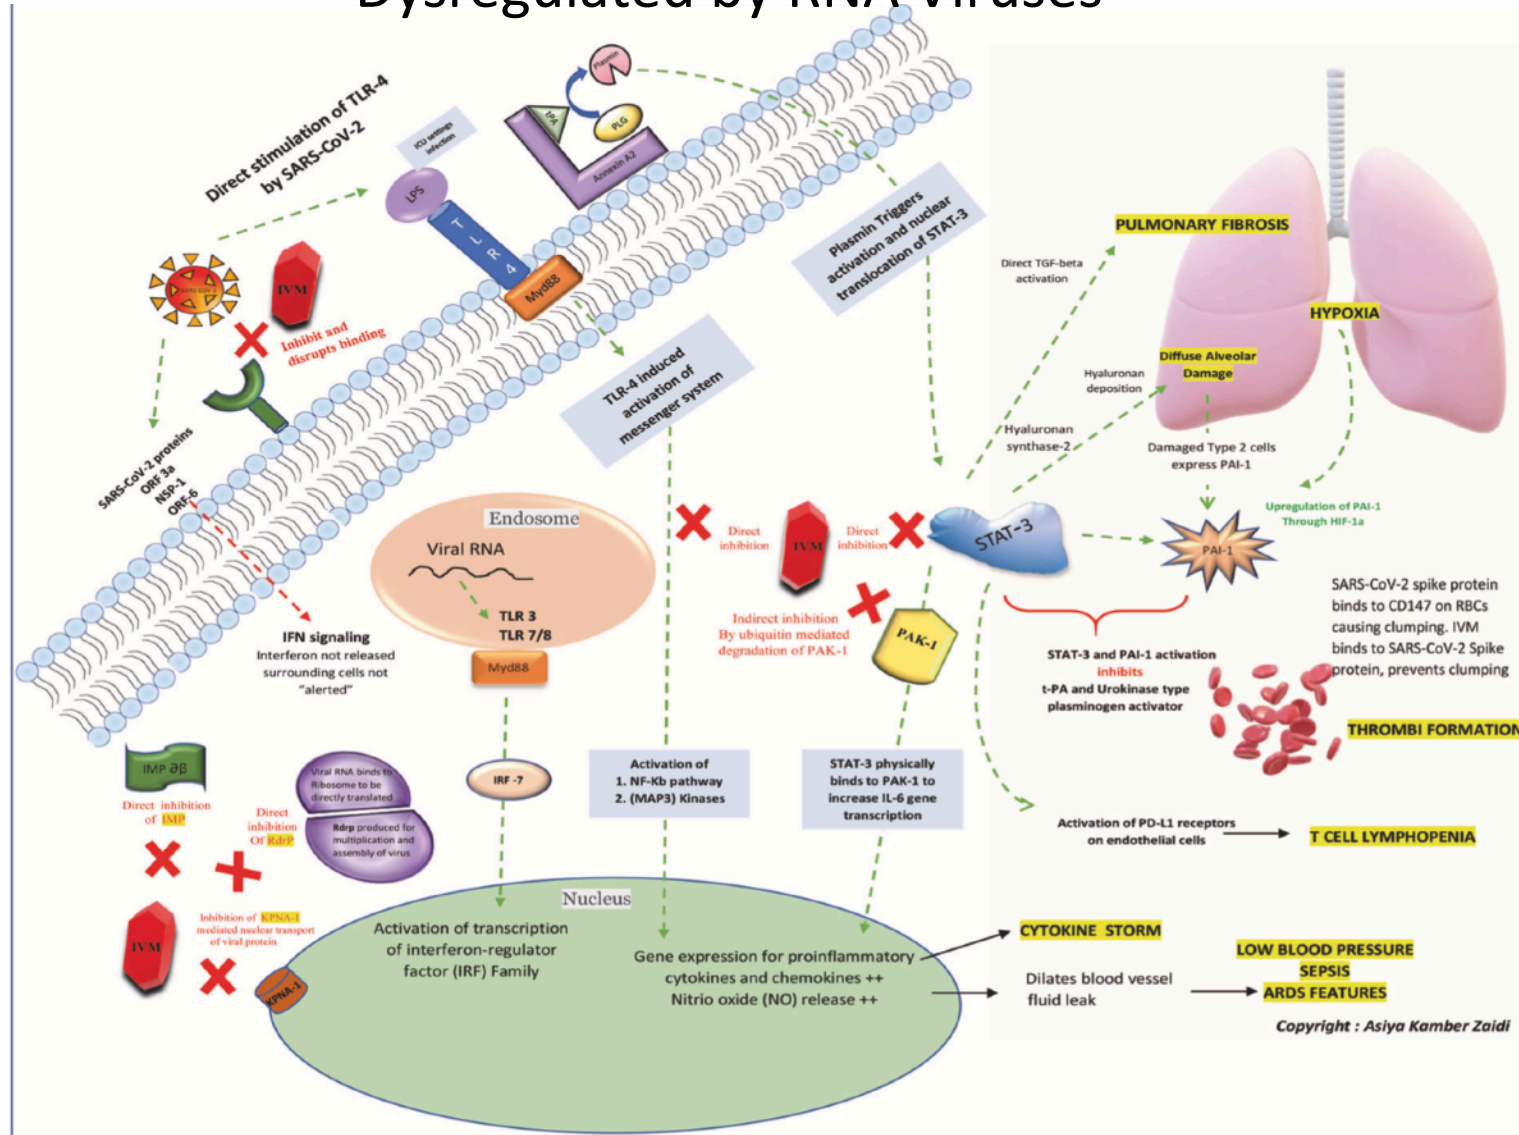 Dysregulated by RNA Viruses
Direct stimulation of TLR-4
by SARS-CoV-2
ICU settings
infection
LPS
TLR4
Myd88
tPA
PLG
Plasmin
Annexin A2
SARS-COV-2
IVM
Inhibit and
disrupts binding
SARS-CoV-2 proteins
ORF 3a
NSP-1
ORF-6
IFN signaling
Interferon not released
surrounding cells not
"alerted"
TLR-4 induced
activation of
messenger system
Plasmin Triggers
activation and nuclear
translocation of STAT-3
Endosome
Viral RNA
TLR 3
TLR 7/8
Myd88
IRF -7
Direct
inhibition
IVM
Direct
inhibition
STAT-3
Indirect inhibition
By ubiquitin mediated
degradation of PAK-1
PAK-1
Activation of
1. NF-Kb pathway
2. (MAP3) Kinases
STAT-3 physically
binds to PAK-1 to
increase IL-6 gene
transcription
IMP ∂β
Direct inhibition
of IMP
Direct
inhibition
Of RdrP
Viral RNA binds to
Ribosome to be
directly translated
Rdrp produced for
multiplication and
assembly of virus
IVM
Inhibition of KPNA-1
mediated nuclear transport
of viral protein
KPNA-1
Nucleus
Activation of transcription
of interferon-regulator
factor (IRF) Family
Gene expression for proinflammatory
cytokines and chemokines ++
Nitrio oxide (NO) release ++
PULMONARY FIBROSIS
Direct TGF-beta
activation
HYPOXIA
Diffuse Alveolar
Damage
Hyaluronan
deposition
Hyaluronan
synthase-2
Damaged Type 2 cells
express PAI-1
Upregulation of PAI-1
Through HIF-1a
PAI-1
SARS-CoV-2 spike protein
binds to CD147 on RBCs
causing clumping. IVM
binds to SARS-CoV-2 Spike
protein, prevents clumping
STAT-3 and PAI-1 activation
inhibits
t-PA and Urokinase type
plasminogen activator
THROMBI FORMATION
Activation of PD-L1 receptors
on endothelial cells
T CELL LYMPHOPENIA
CYTOKINE STORM
Dilates blood vessel
fluid leak
LOW BLOOD PRESSURE
SEPSIS
ARDS FEATURES
Copyright : Asiya Kamber Zaidi